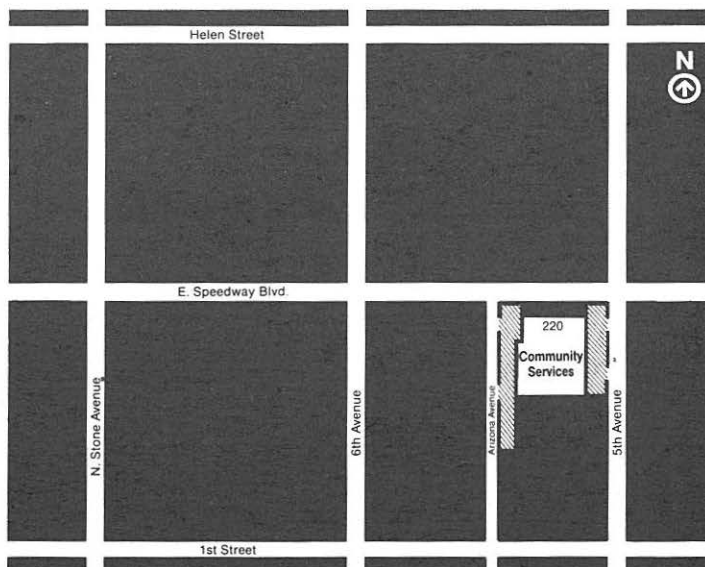 Helen Street
N
E. Speedway Blvd.
220
Community
Services
N. Stone Avenue
6th Avenue
Arizona Avenue
5th Avenue
1st Street